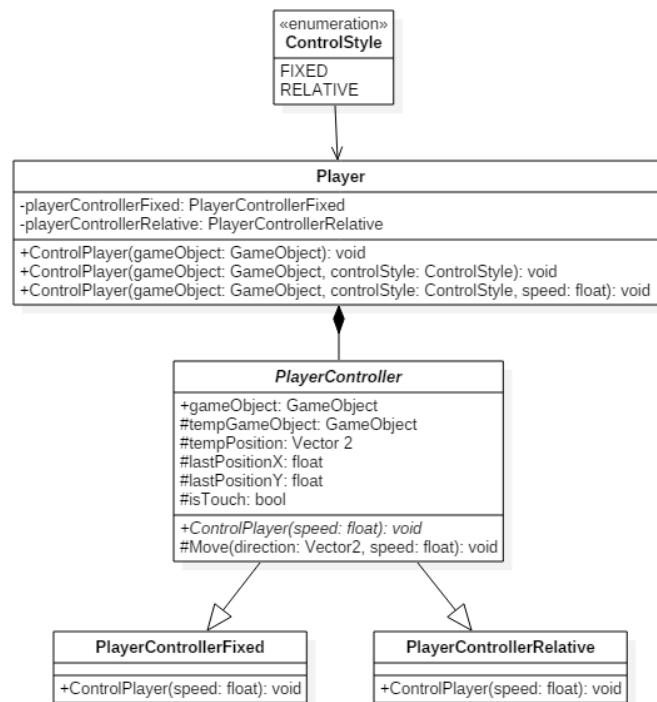 «enumeration»
ControlStyle
FIXED
RELATIVE
Player
-playerControllerFixed: PlayerControllerFixed
-playerControllerRelative: PlayerControllerRelative
+ControlPlayer(gameObject: GameObject): void
+ControlPlayer(gameObject: GameObject, controlStyle: ControlStyle): void
+ControlPlayer(gameObject: GameObject, controlStyle: ControlStyle, speed: float): void
PlayerController
+gameObject: GameObject
#tempGameObject: GameObject
#tempPosition: Vector 2
#lastPositionX: float
#lastPositionY: float
#isTouch: bool
+ControlPlayer(speed: float): void
#Move(direction: Vector2, speed: float): void
PlayerControllerFixed
+ControlPlayer(speed: float): void
PlayerControllerRelative
+ControlPlayer(speed: float): void